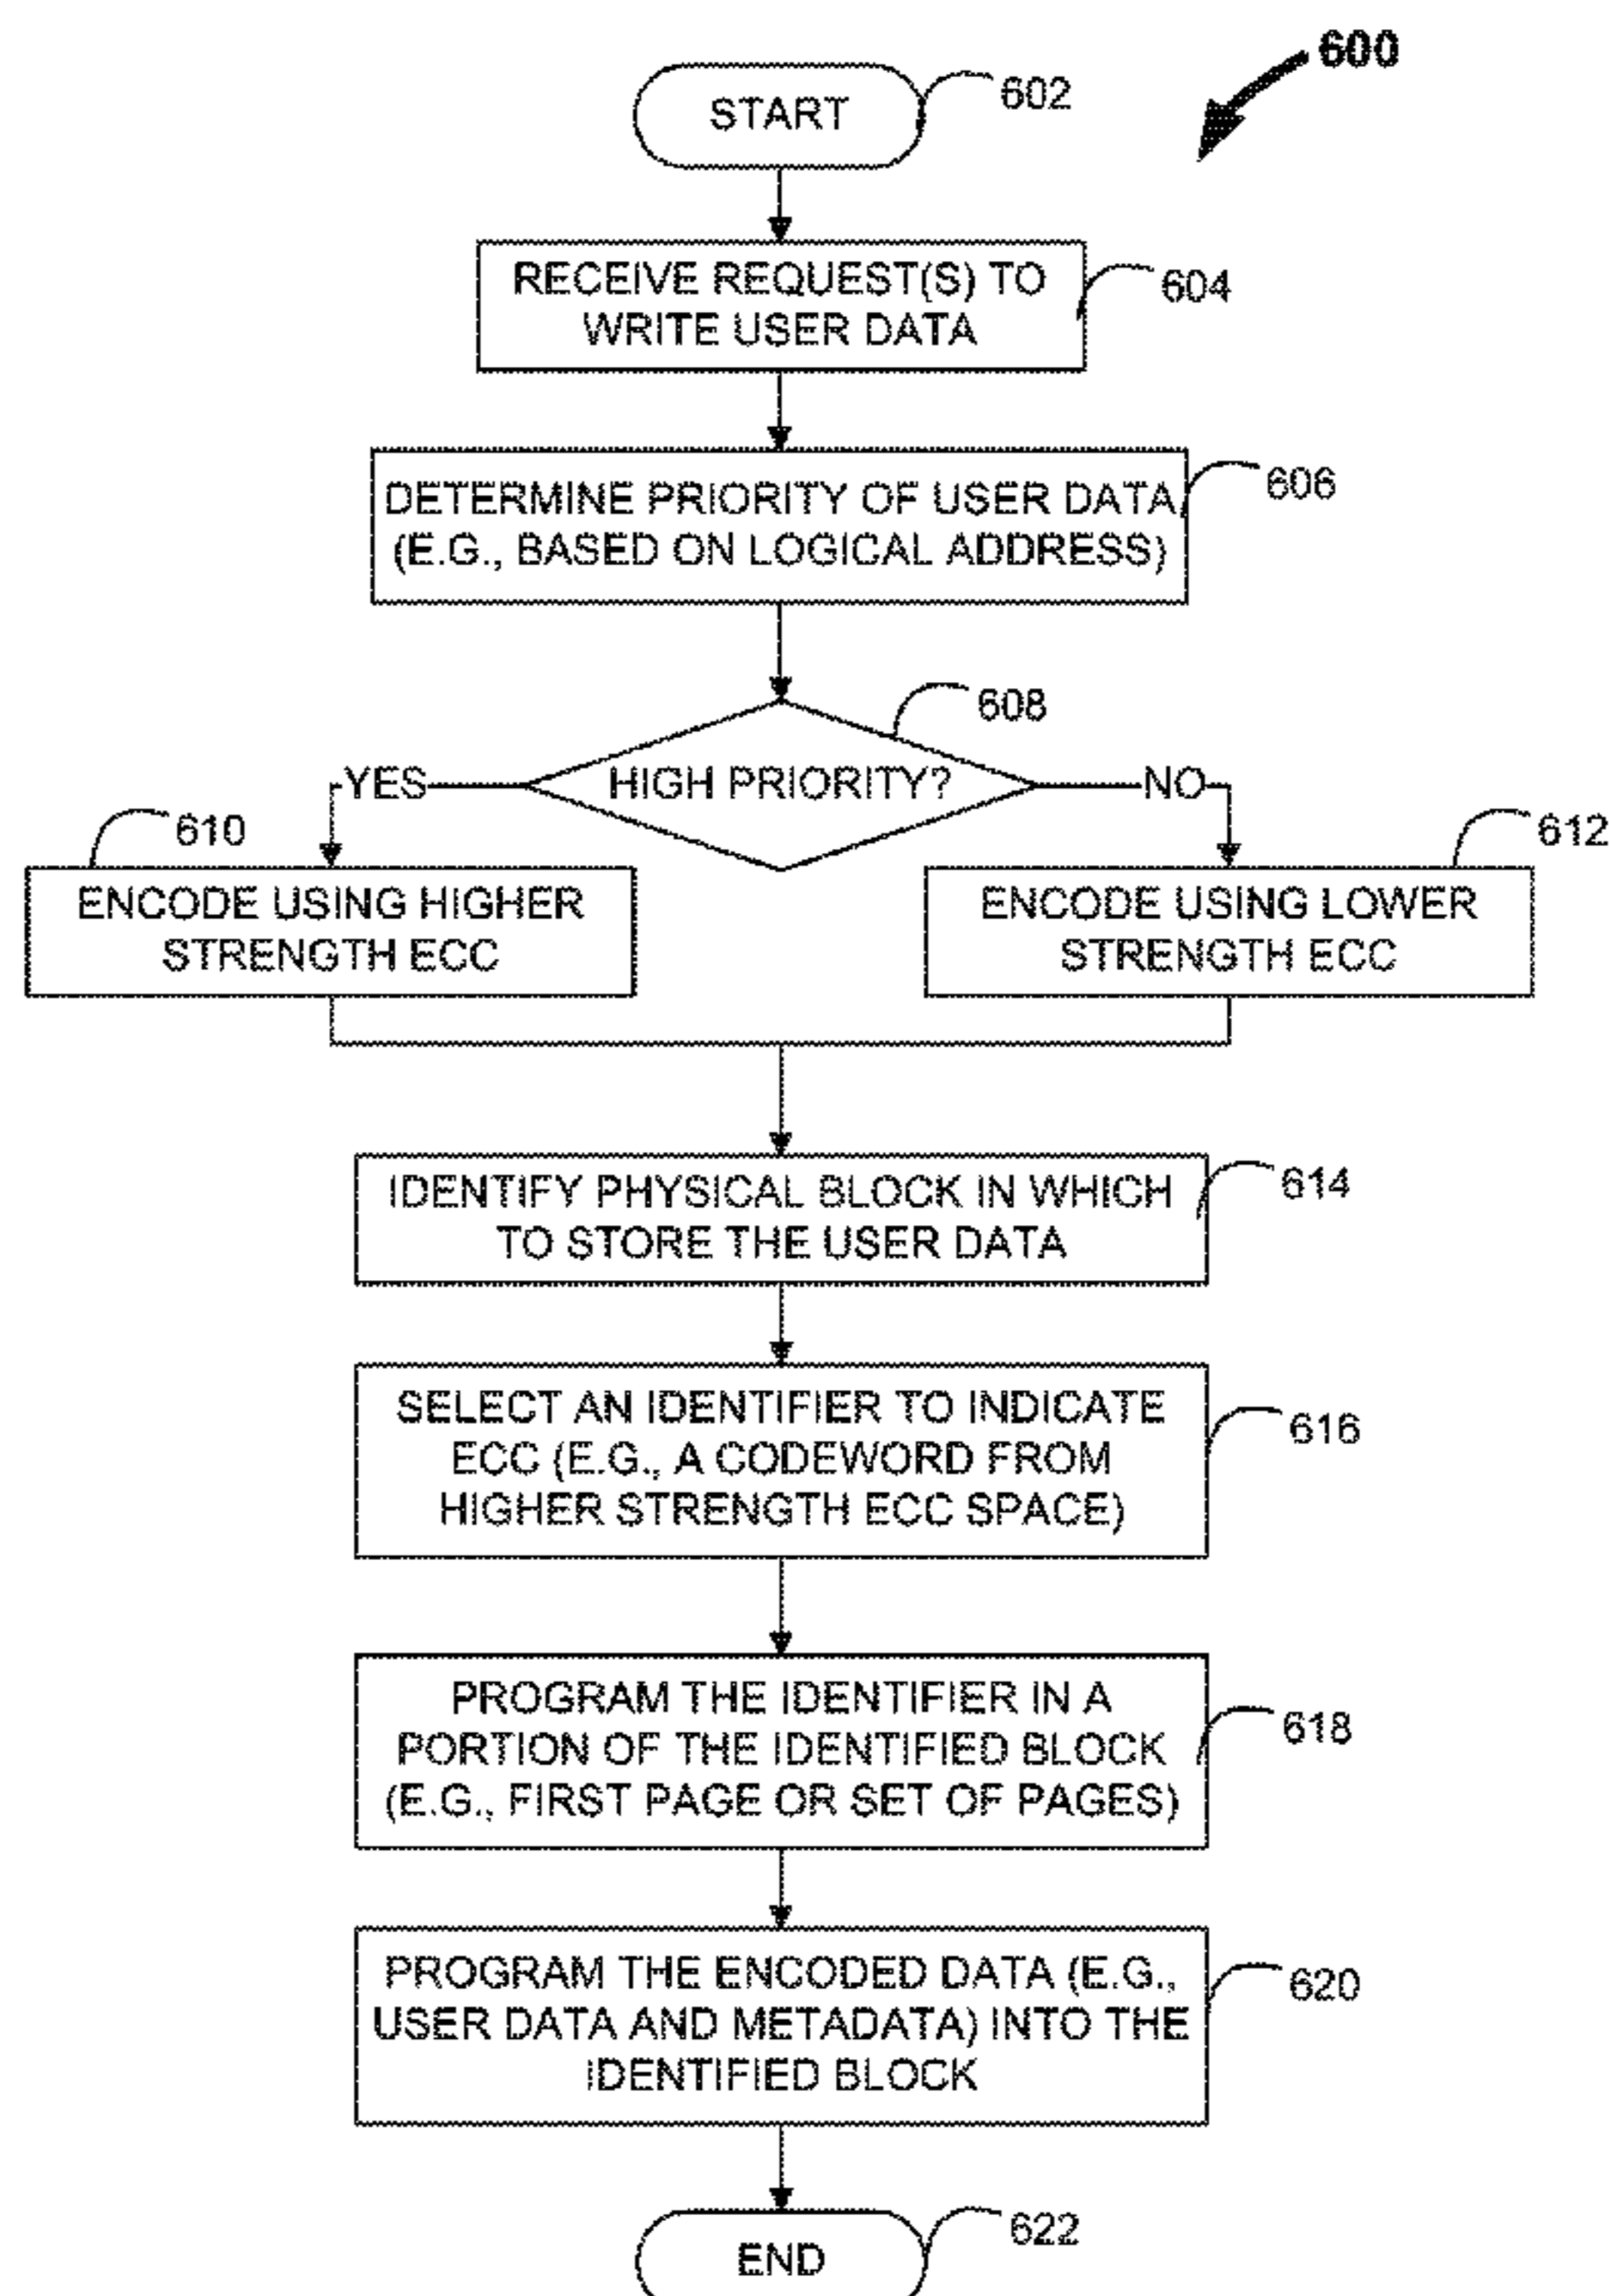 600
START
602
RECEIVE REQUEST(S) TO
WRITE USER DATA
604
DETERMINE PRIORITY OF USER DATA
(E.G., BASED ON LOGICAL ADDRESS)
606
608
YES
HIGH PRIORITY?
NO
610
612
ENCODE USING HIGHER
STRENGTH ECC
ENCODE USING LOWER
STRENGTH ECC
IDENTIFY PHYSICAL BLOCK IN WHICH
TO STORE THE USER DATA
614
SELECT AN IDENTIFIER TO INDICATE
ECC (E.G., A CODEWORD FROM
HIGHER STRENGTH ECC SPACE)
616
PROGRAM THE IDENTIFIER IN A
PORTION OF THE IDENTIFIED BLOCK
(E.G., FIRST PAGE OR SET OF PAGES)
618
PROGRAM THE ENCODED DATA (E.G.,
USER DATA AND METADATA) INTO THE
IDENTIFIED BLOCK
620
END
622